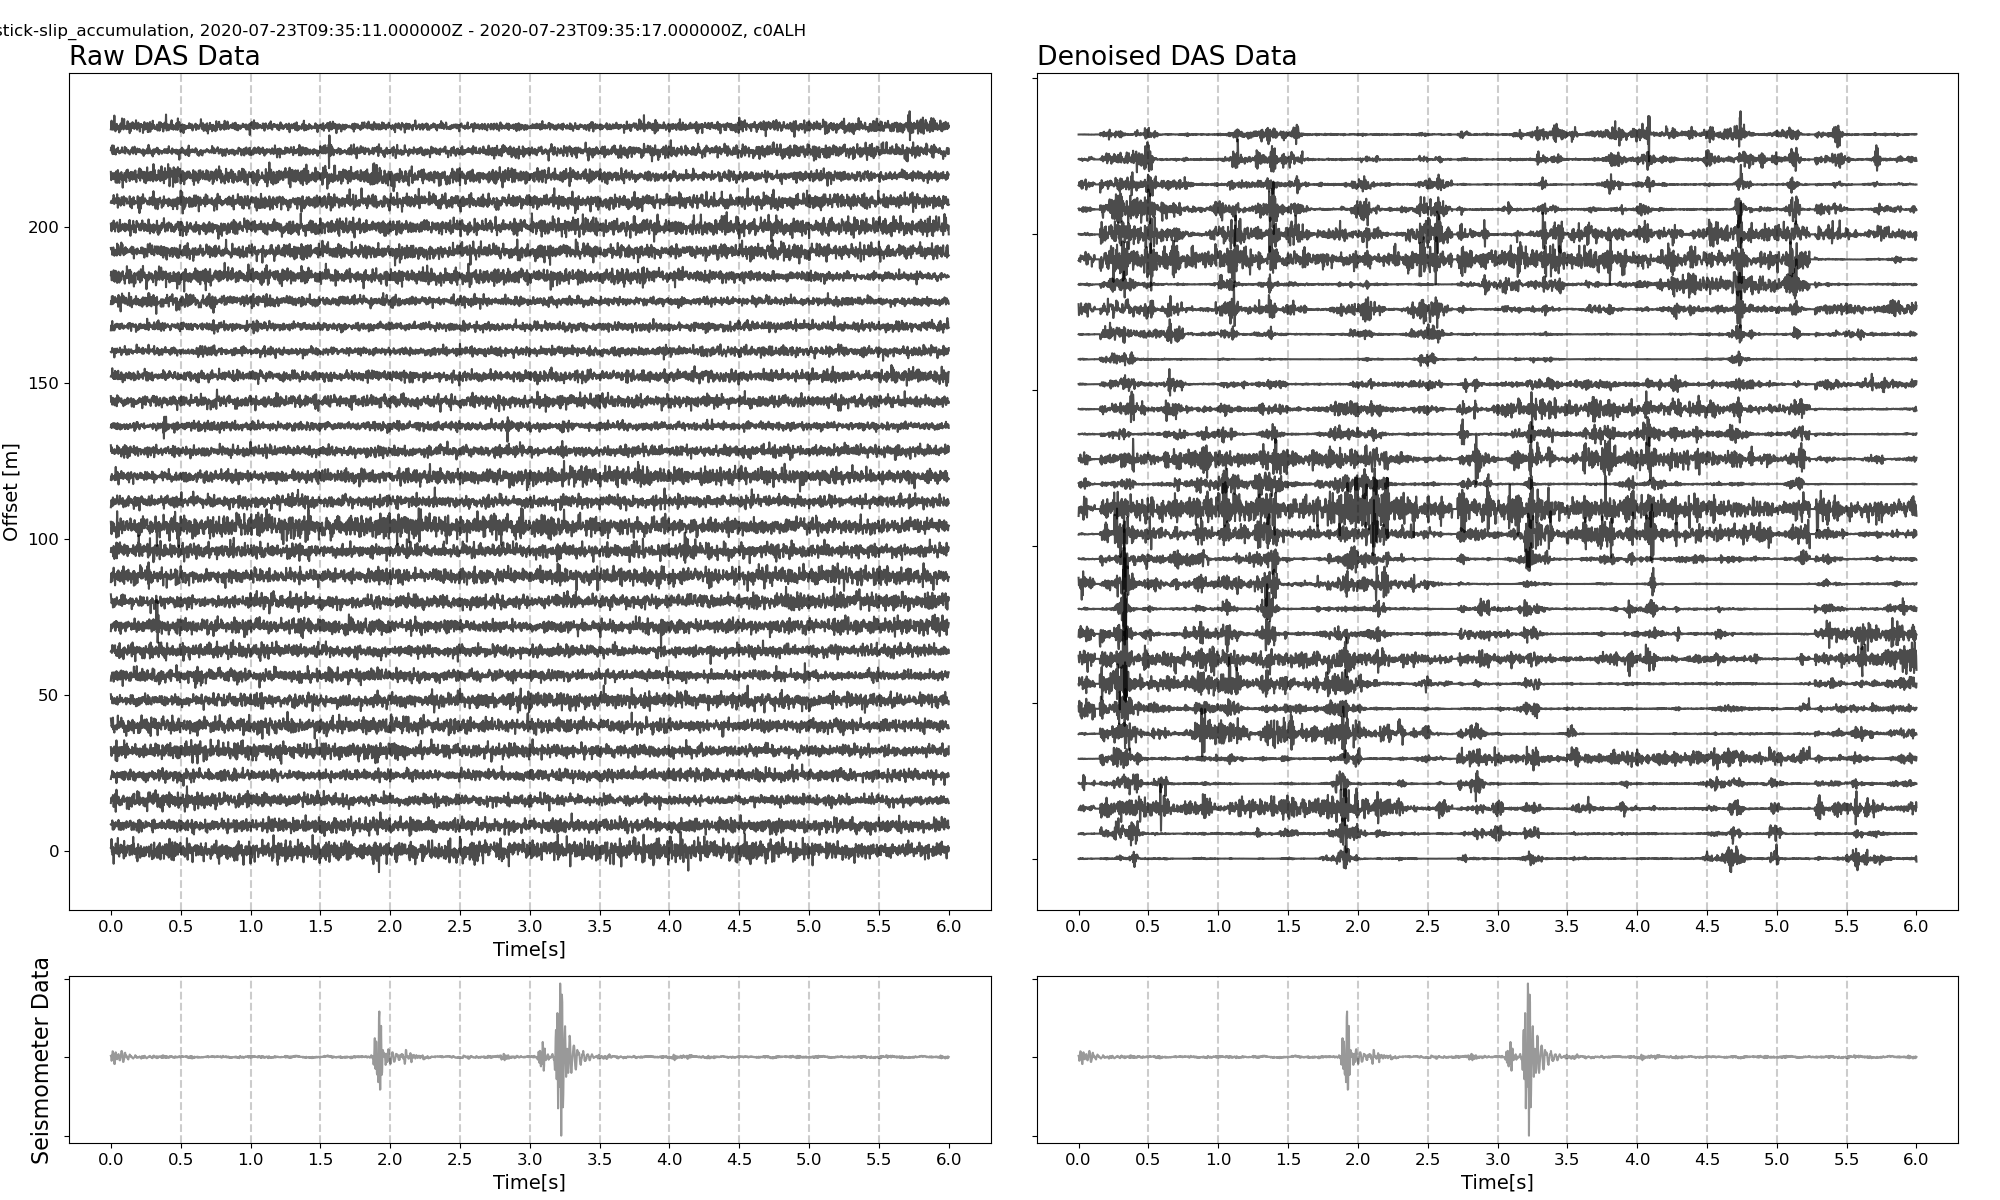 stick-slip_accumulation, 2020-07-23T09:35:11.000000Z - 2020-07-23T09:35:17.000000Z, c0ALH
Raw DAS Data
Denoised DAS Data
Offset [m]
200
150
100
50
0
0.0 0.5 1.0 1.5 2.0 2.5 3.0 3.5 4.0 4.5 5.0 5.5 6.0
Time[s]
0.0 0.5 1.0 1.5 2.0 2.5 3.0 3.5 4.0 4.5 5.0 5.5 6.0
Seismometer Data
0.0 0.5 1.0 1.5 2.0 2.5 3.0 3.5 4.0 4.5 5.0 5.5 6.0
Time[s]
0.0 0.5 1.0 1.5 2.0 2.5 3.0 3.5 4.0 4.5 5.0 5.5 6.0
Time[s]